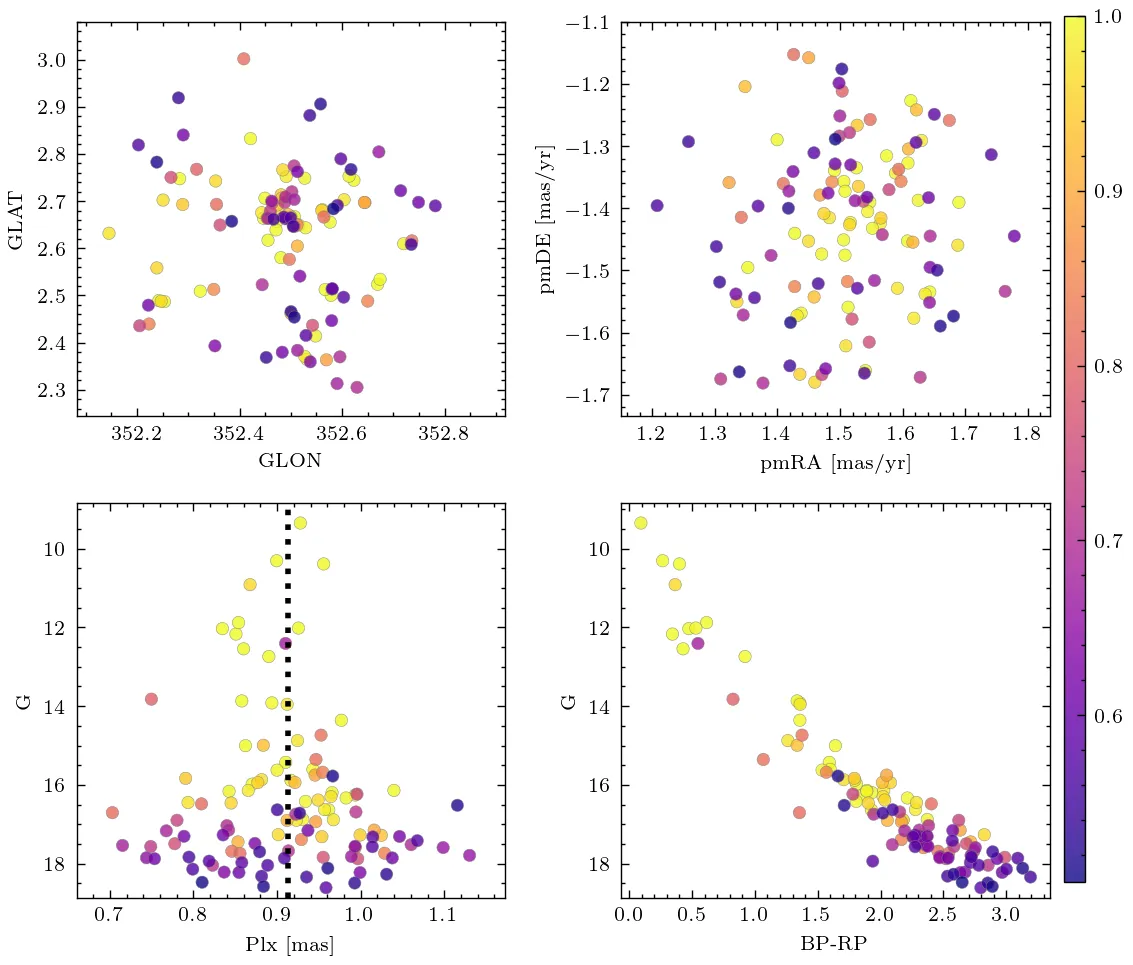 3.0
2.9
2.8
2.7
2.6
2.5
2.4
2.3
GLAT
352.2 352.4 352.6 352.8
GLON
−1.1
−1.2
−1.3
−1.4
−1.5
−1.6
−1.7
pmDE [mas/yr]
1.2 1.3 1.4 1.5 1.6 1.7 1.8
pmRA [mas/yr]
1.0
0.9
0.8
0.7
0.6
10
12
14
16
18
G
0.7 0.8 0.9 1.0 1.1
Plx [mas]
10
12
14
16
18
G
0.0 0.5 1.0 1.5 2.0 2.5 3.0
BP-RP